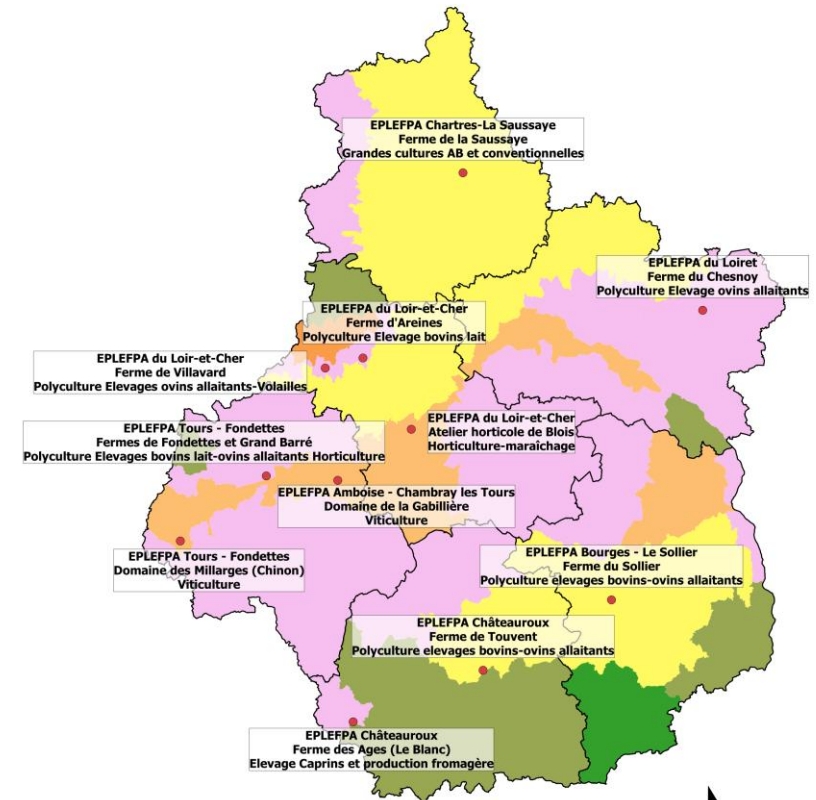 EPLEFPA Chartres-La Saussaye
Ferme de la Saussaye
Grandes cultures AB et conventionnelles
EPLEFPA du Loiret
Ferme du Chesnoy
Polyculture Elevage ovins allaitants
EPLEFPA du Loir-et-Cher
Ferme d'Areines
Polyculture Elevage bovins lait
EPLEFPA du Loir-et-Cher
Ferme de Villavard
Polyculture Elevages ovins allaitants-Volailles
EPLEFPA du Loir-et-Cher
Atelier horticole de Blois
Horticulture-maraîchage
EPLEFPA Tours - Fondettes
Fermes de Fondettes et Grand Barré
Polyculture Elevages bovins lait-ovins allaitants Horticulture
EPLEFPA Amboise - Chambray les Tours
Domaine de la Gabillière
Viticulture
EPLEFPA Tours - Fondettes
Domaine des Millarges (Chinon)
Viticulture
EPLEFPA Bourges - Le Sollier
Ferme du Sollier
Polyculture elevages bovins-ovins allaitants
EPLEFPA Châteauroux
Ferme de Touvent
Polyculture elevages bovins-ovins allaitants
EPLEFPA Châteauroux
Ferme des Ages (Le Blanc)
Elevage Caprins et production fromagère